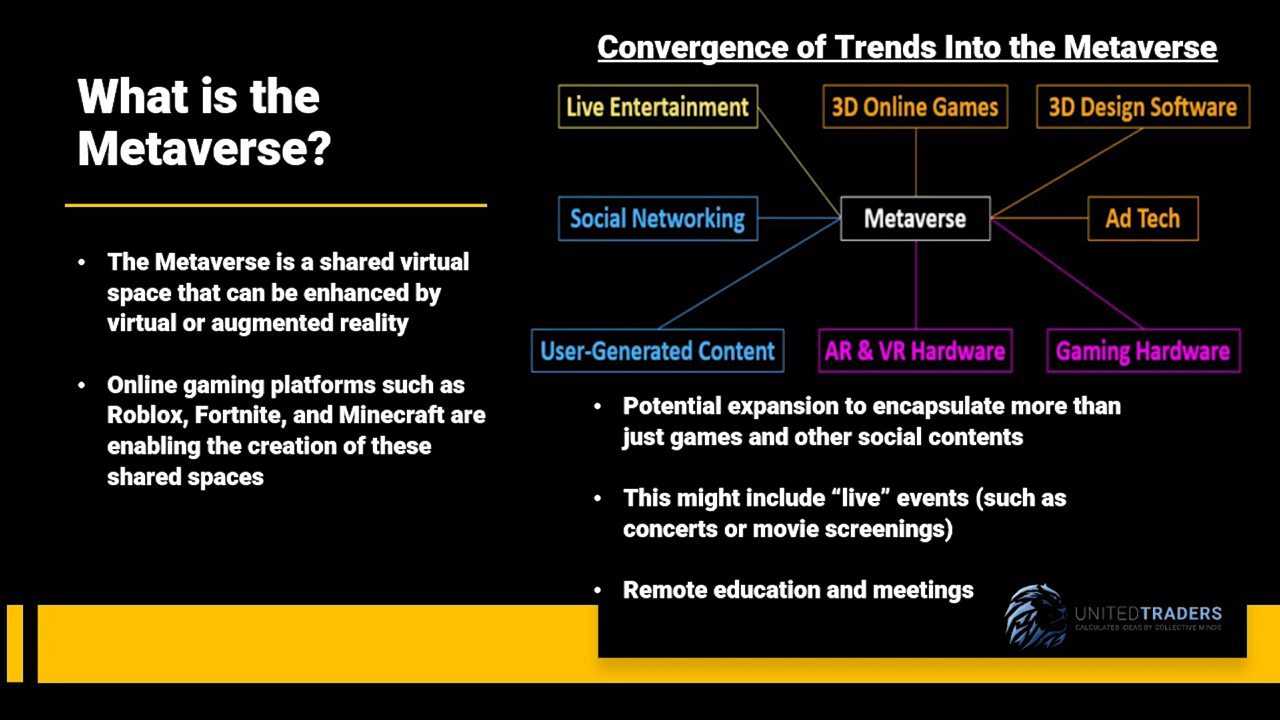 What is the
Metaverse?
• The Metaverse is a shared virtual
space that can be enhanced by
virtual or augmented reality
• Online gaming platforms such as
Roblox, Fortnite, and Minecraft are
enabling the creation of these
shared spaces
Convergence of Trends Into the Metaverse
Live Entertainment
3D Online Games
3D Design Software
Social Networking
Metaverse
Ad Tech
User-Generated Content
AR & VR Hardware
Gaming Hardware
• Potential expansion to encapsulate more than
just games and other social contents
• This might include “live” events (such as
concerts or movie screenings)
• Remote education and meetings
UNITEDTRADERS
CALCULATED IDEAS BY COLLECTIVE MINDS